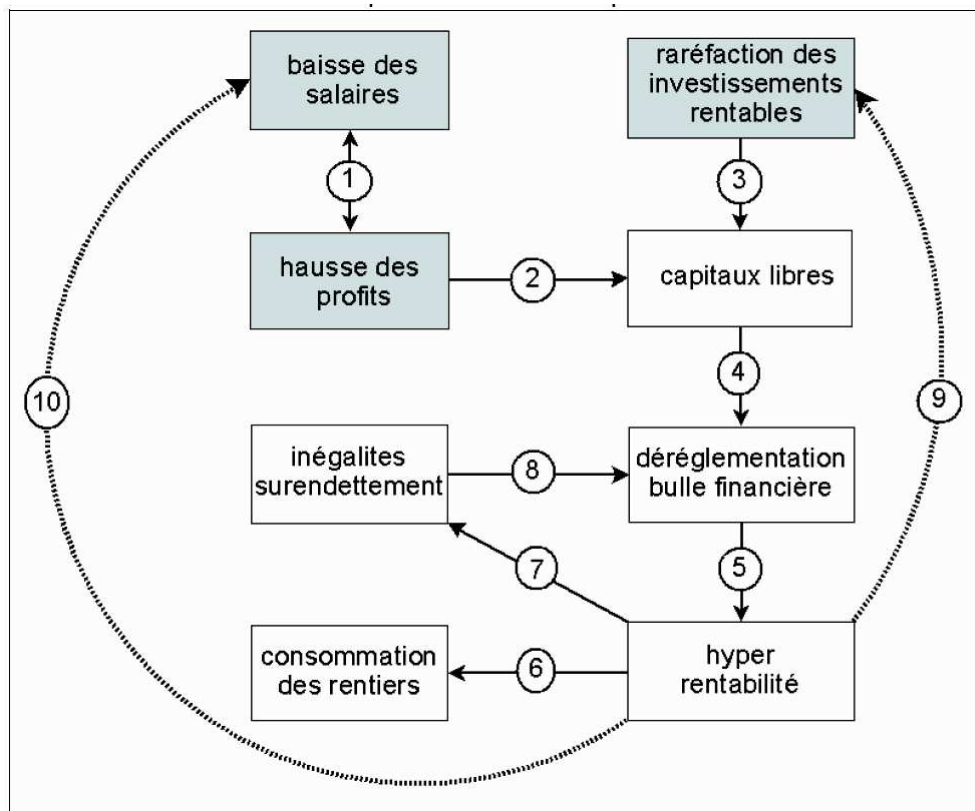 baisse des
salaires
raréfaction des
investissements
rentables
1
3
hausse des
profits
2
capitaux libres
4
10
9
inégalites
surendettement
8
déréglementation
bulle financière
7
5
consommation
des rentiers
6
hyper
rentabilité